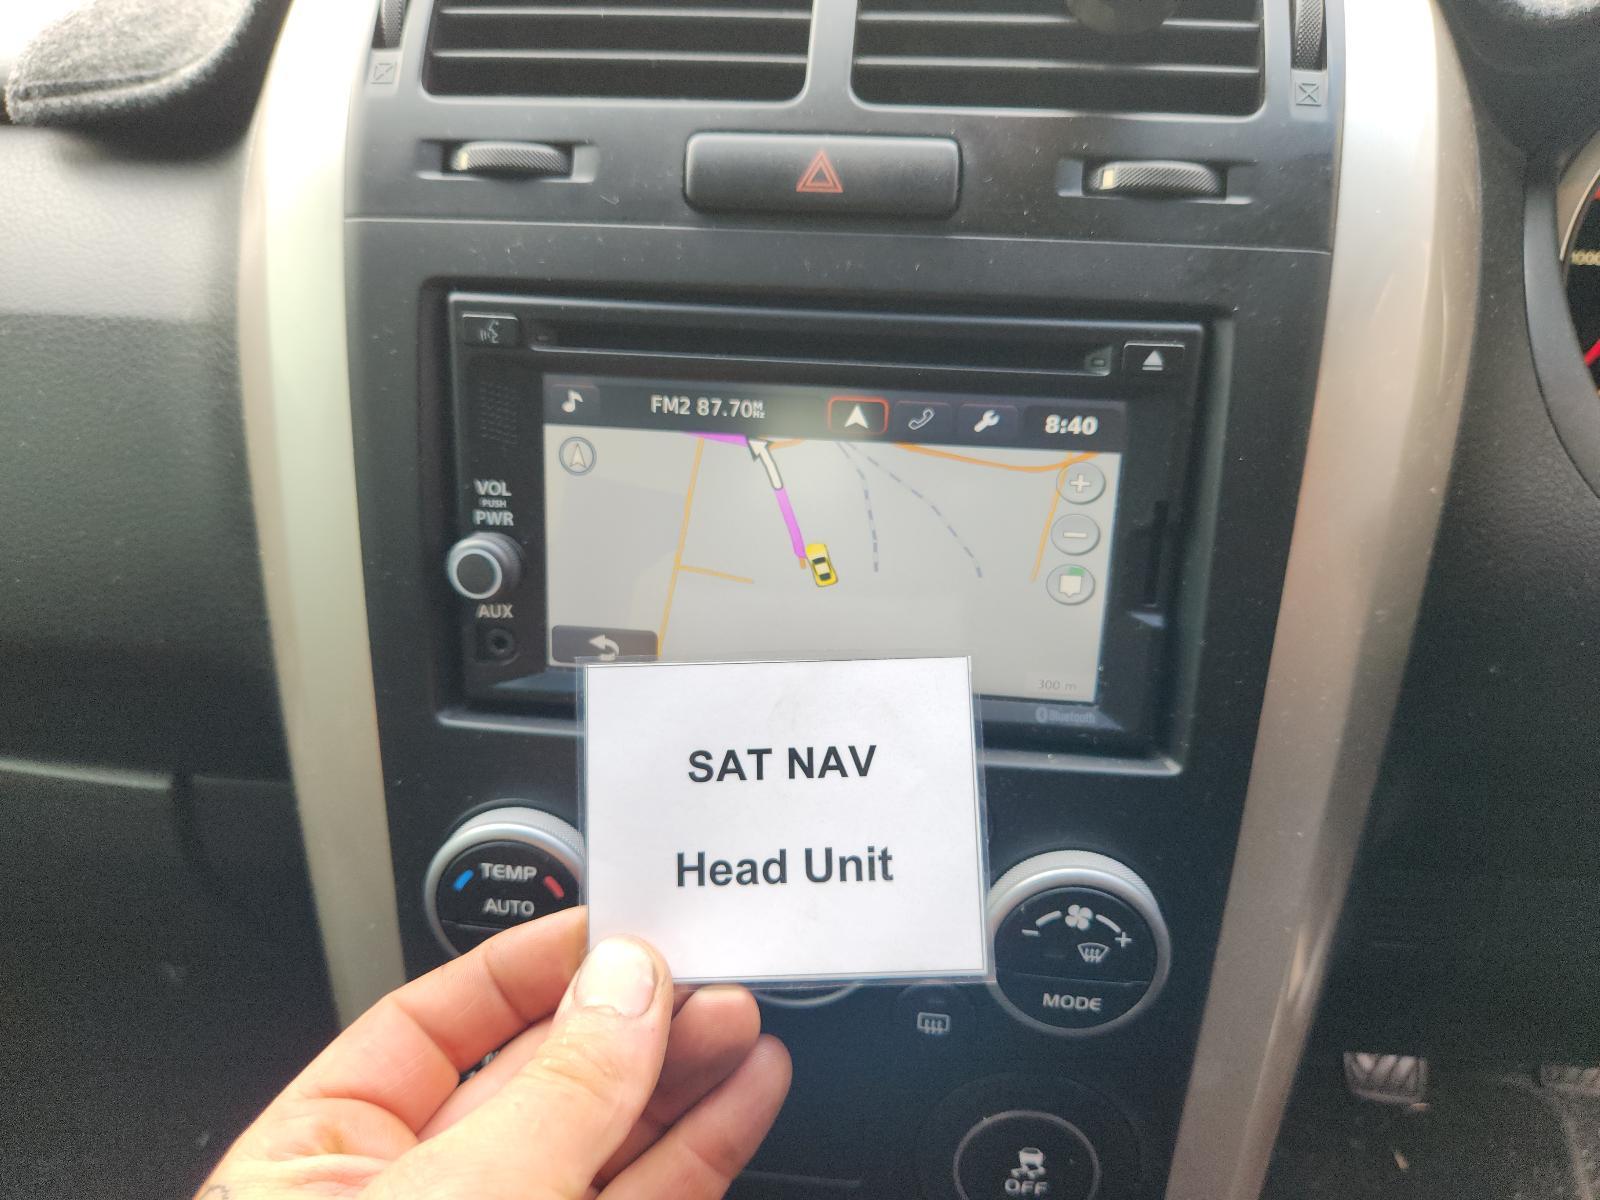 FM2 87.70MHz
8:40
VOL
PUSH
PWR
AUX
300 m
Bluetooth
SAT NAV
Head Unit
TEMP
AUTO
MODE
OFF